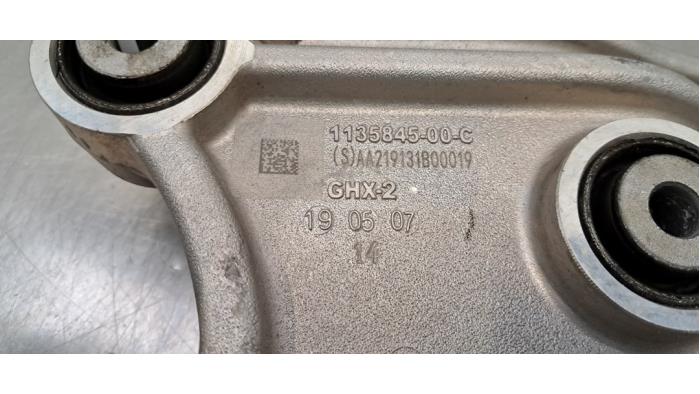 1135845-00-C
(S)AA219131B00019
GHX-2
19 05 07
14